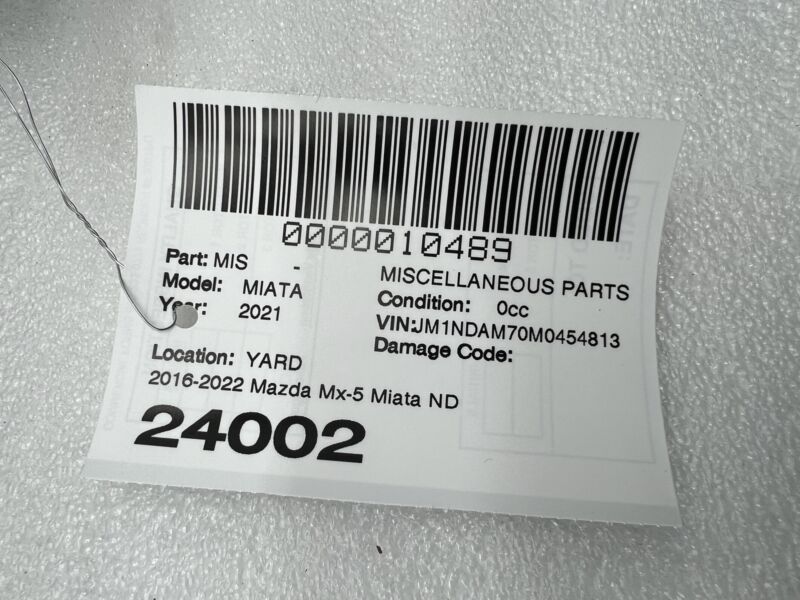 0000010489
Part: MIS - MISCELLANEOUS PARTS
Model: MIATA Condition: 0cc
Year: 2021 VIN:JM1NDAM70M0454813
Damage Code:
Location: YARD
2016-2022 Mazda Mx-5 Miata ND
24002